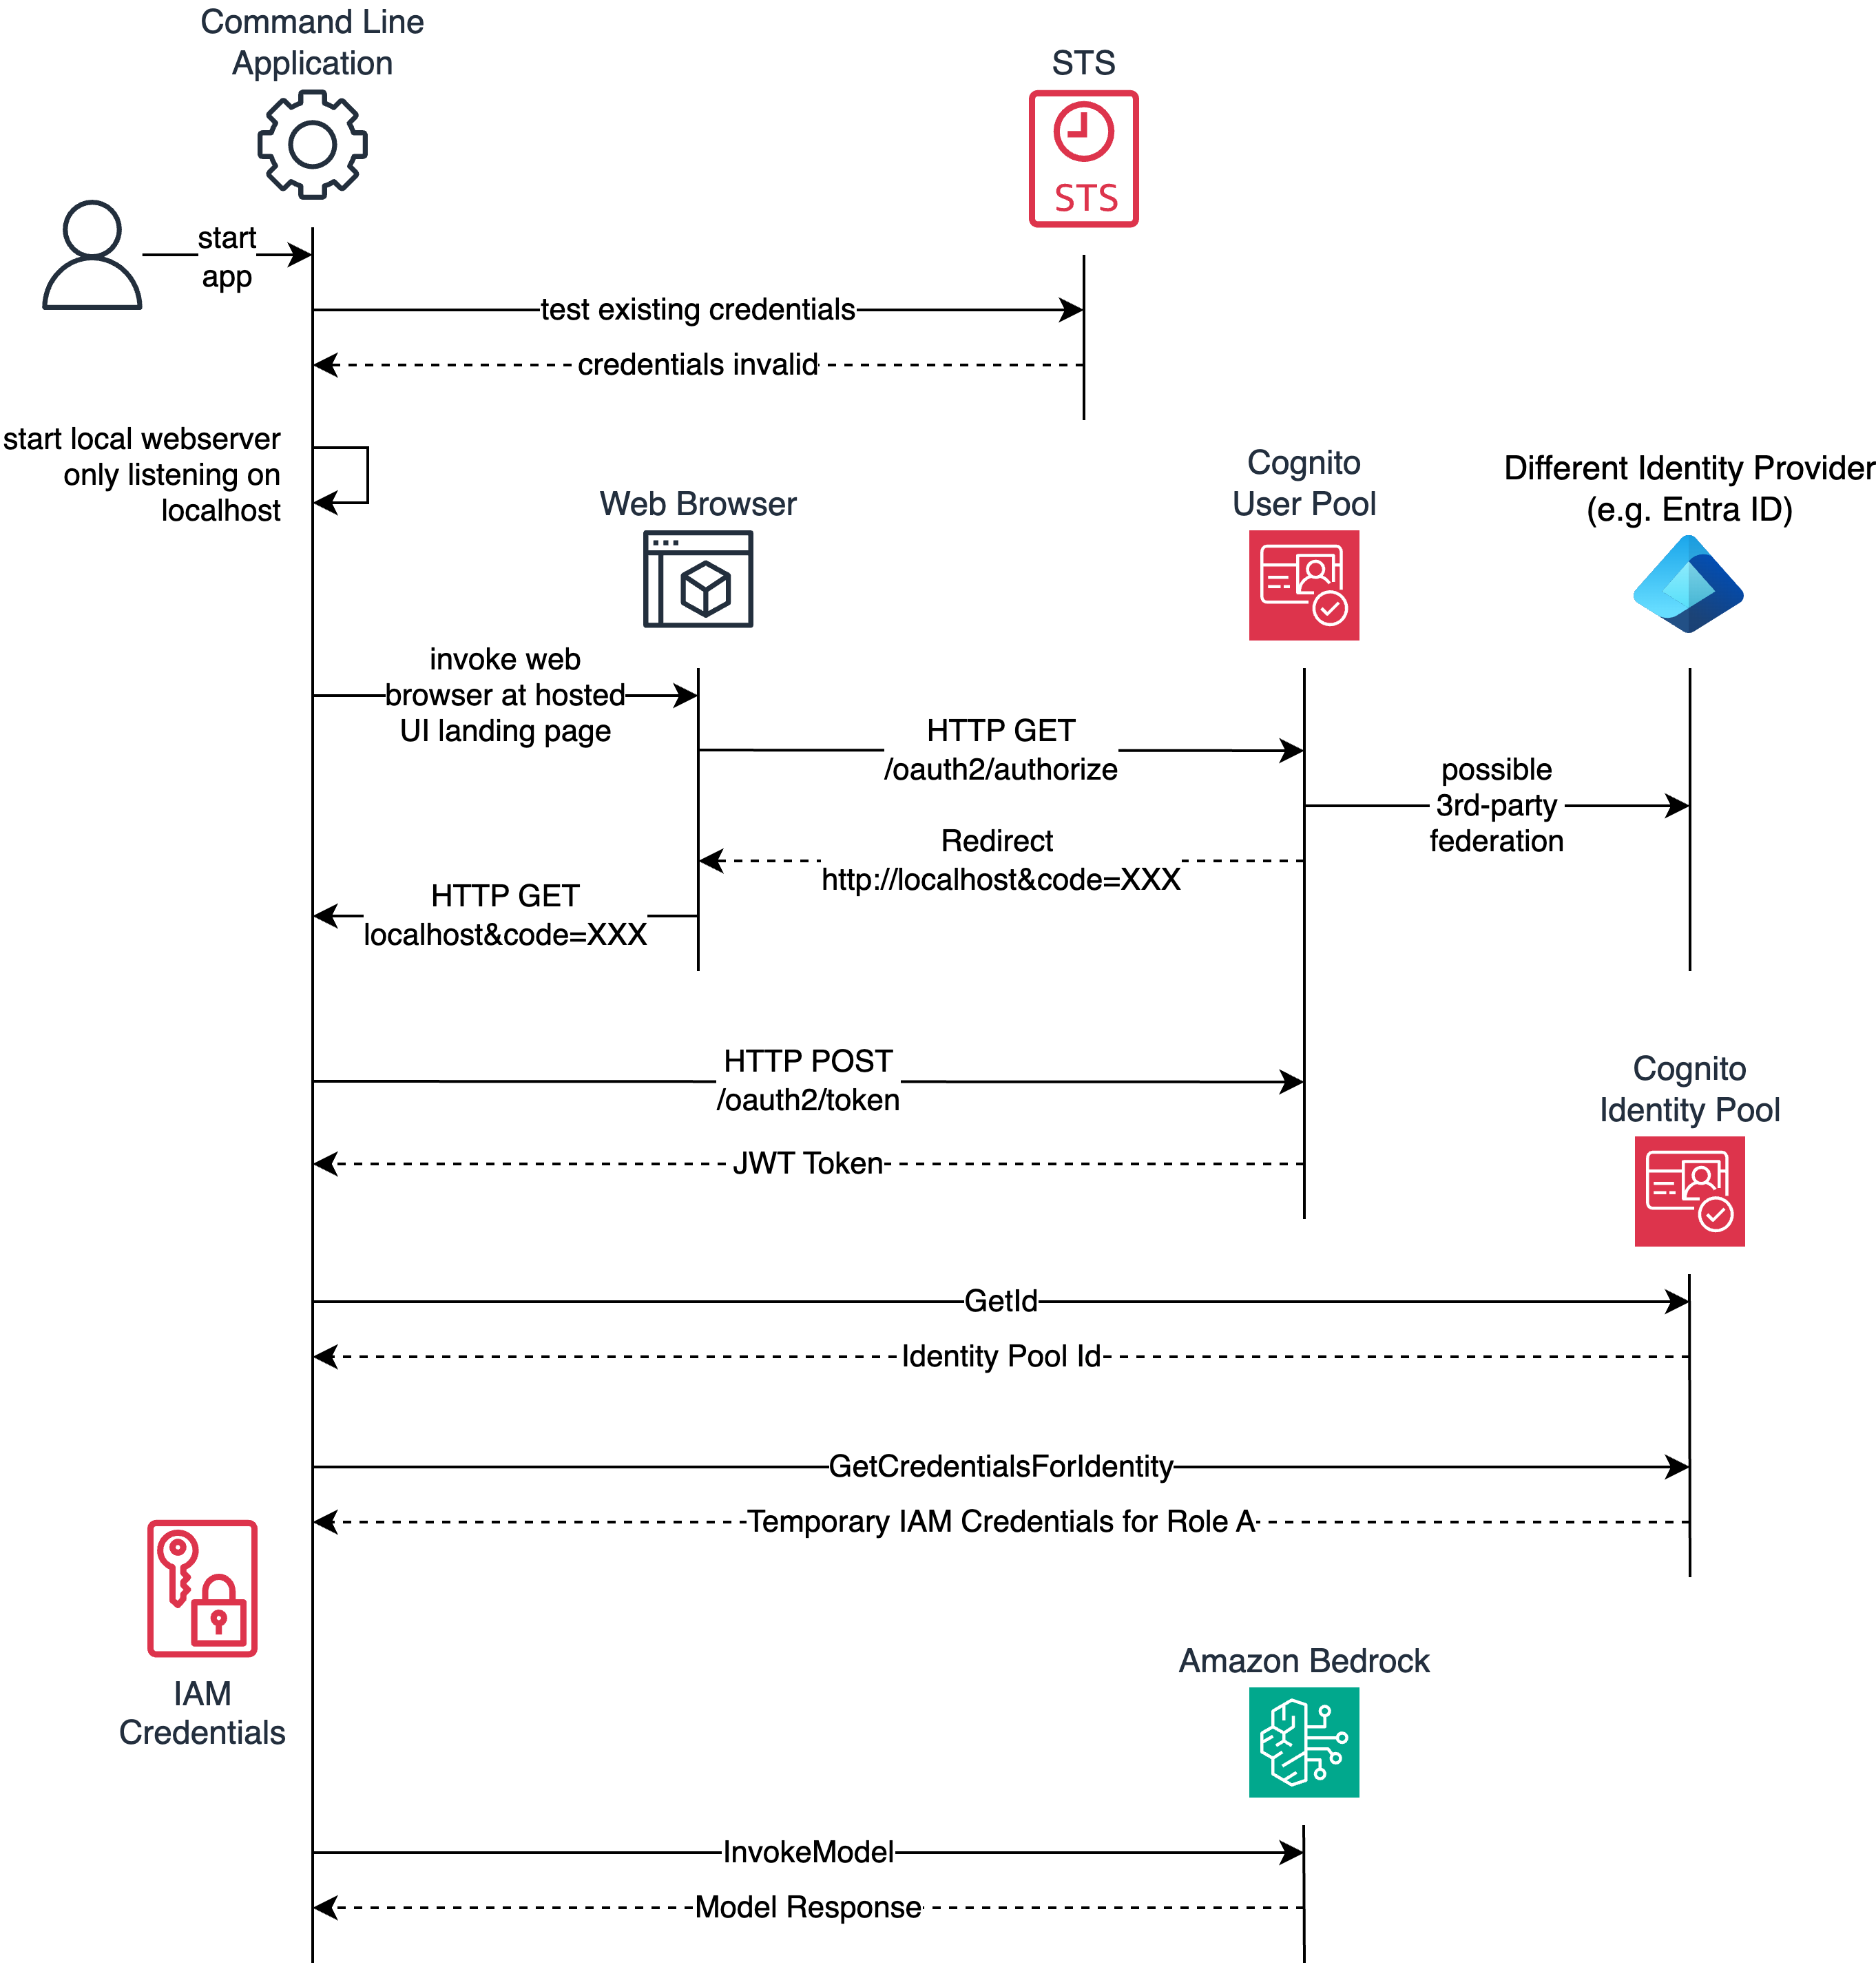 Command Line
Application
STS
STS
start
app
test existing credentials
credentials invalid
start local webserver
only listening on
localhost
Web Browser
Cognito
User Pool
Different Identity Provider
(e.g. Entra ID)
invoke web
browser at hosted
UI landing page
HTTP GET
/oauth2/authorize
possible
3rd-party
federation
Redirect
http://localhost&code=XXX
HTTP GET
localhost&code=XXX
HTTP POST
/oauth2/token
JWT Token
Cognito
Identity Pool
GetId
Identity Pool Id
GetCredentialsForIdentity
Temporary IAM Credentials for Role A
IAM
Credentials
Amazon Bedrock
InvokeModel
Model Response